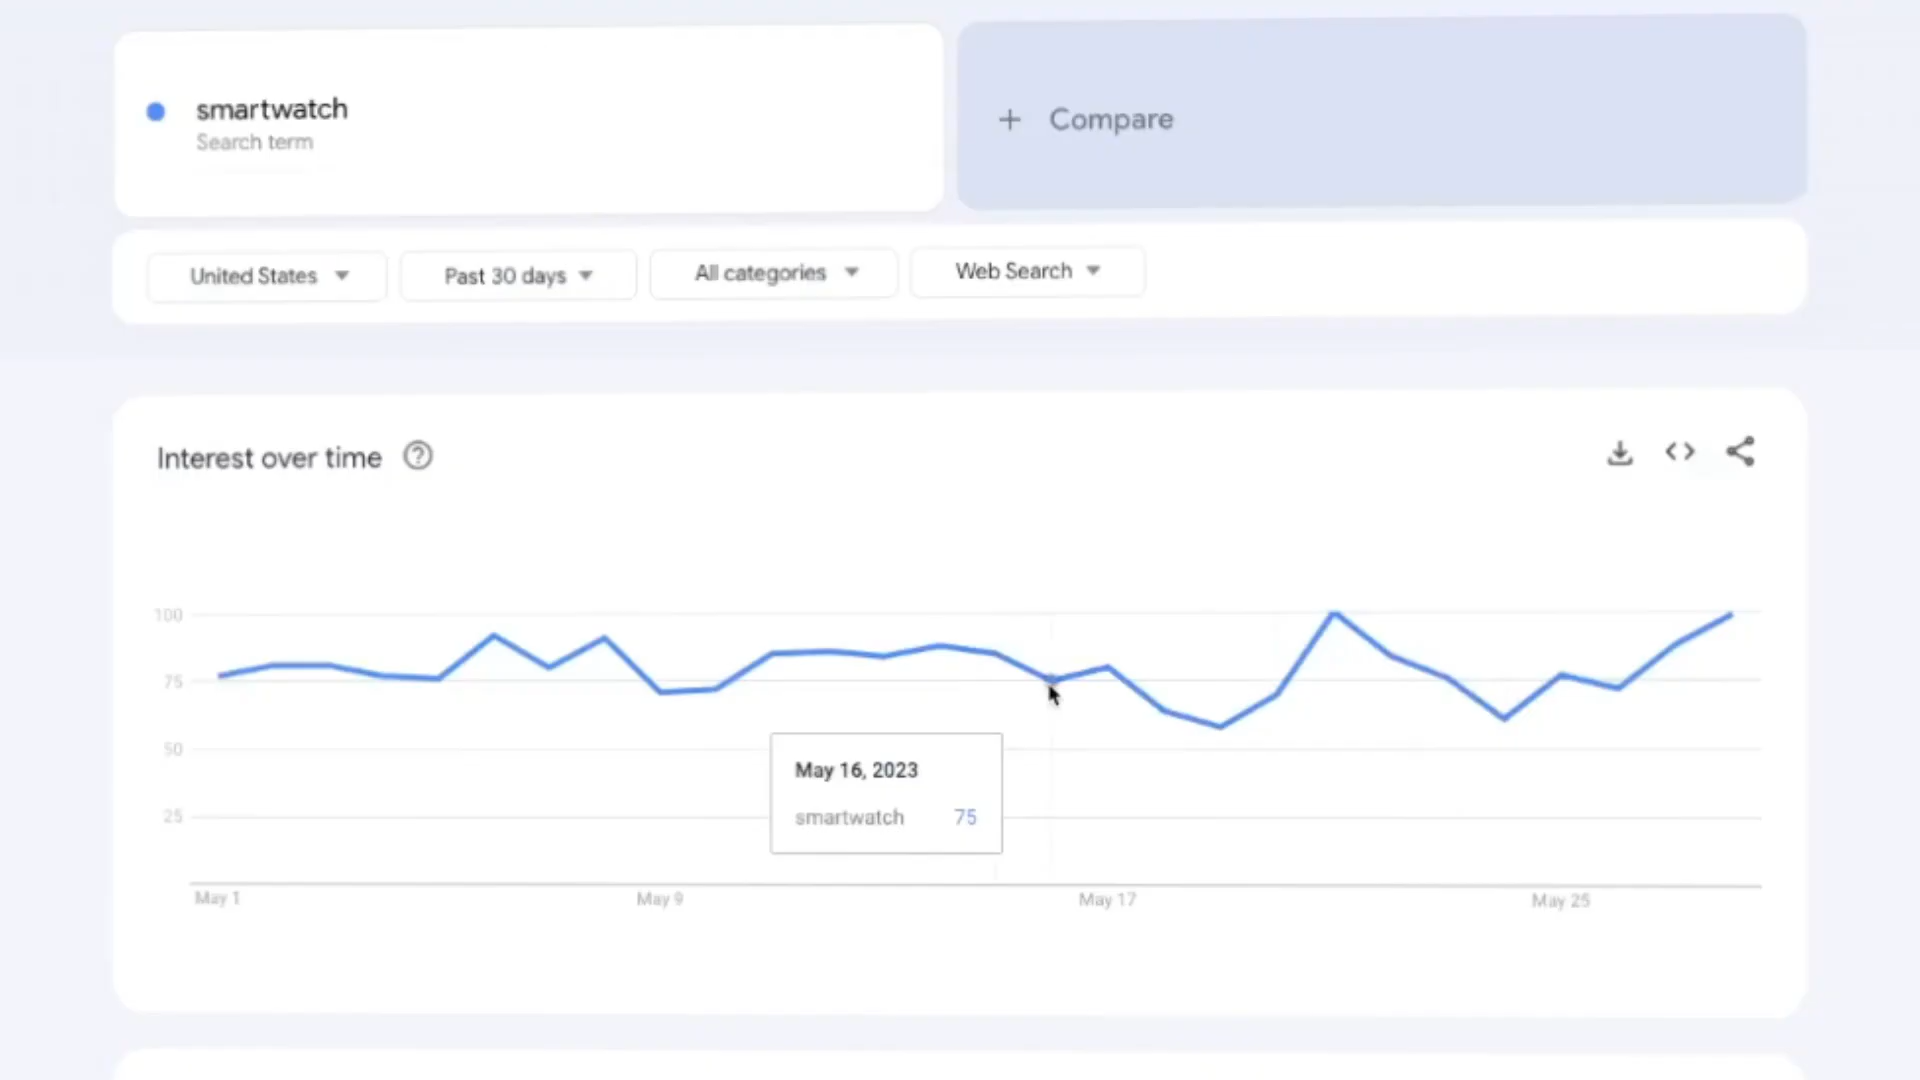 smartwatch
Search term
+ Compare
United States
Past 30 days
All categories
Web Search
Interest over time
100
75
50
25
May 16, 2023
smartwatch 75
May 1
May 9
May 17
May 25